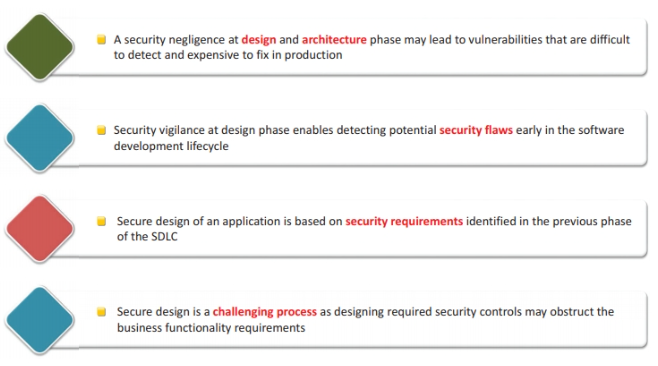 A security negligence at design and architecture phase may lead to vulnerabilities that are difficult
to detect and expensive to fix in production
Security vigilance at design phase enables detecting potential security flaws early in the software
development lifecycle
Secure design of an application is based on security requirements identified in the previous phase
of the SDLC
Secure design is a challenging process as designing required security controls may obstruct the
business functionality requirements